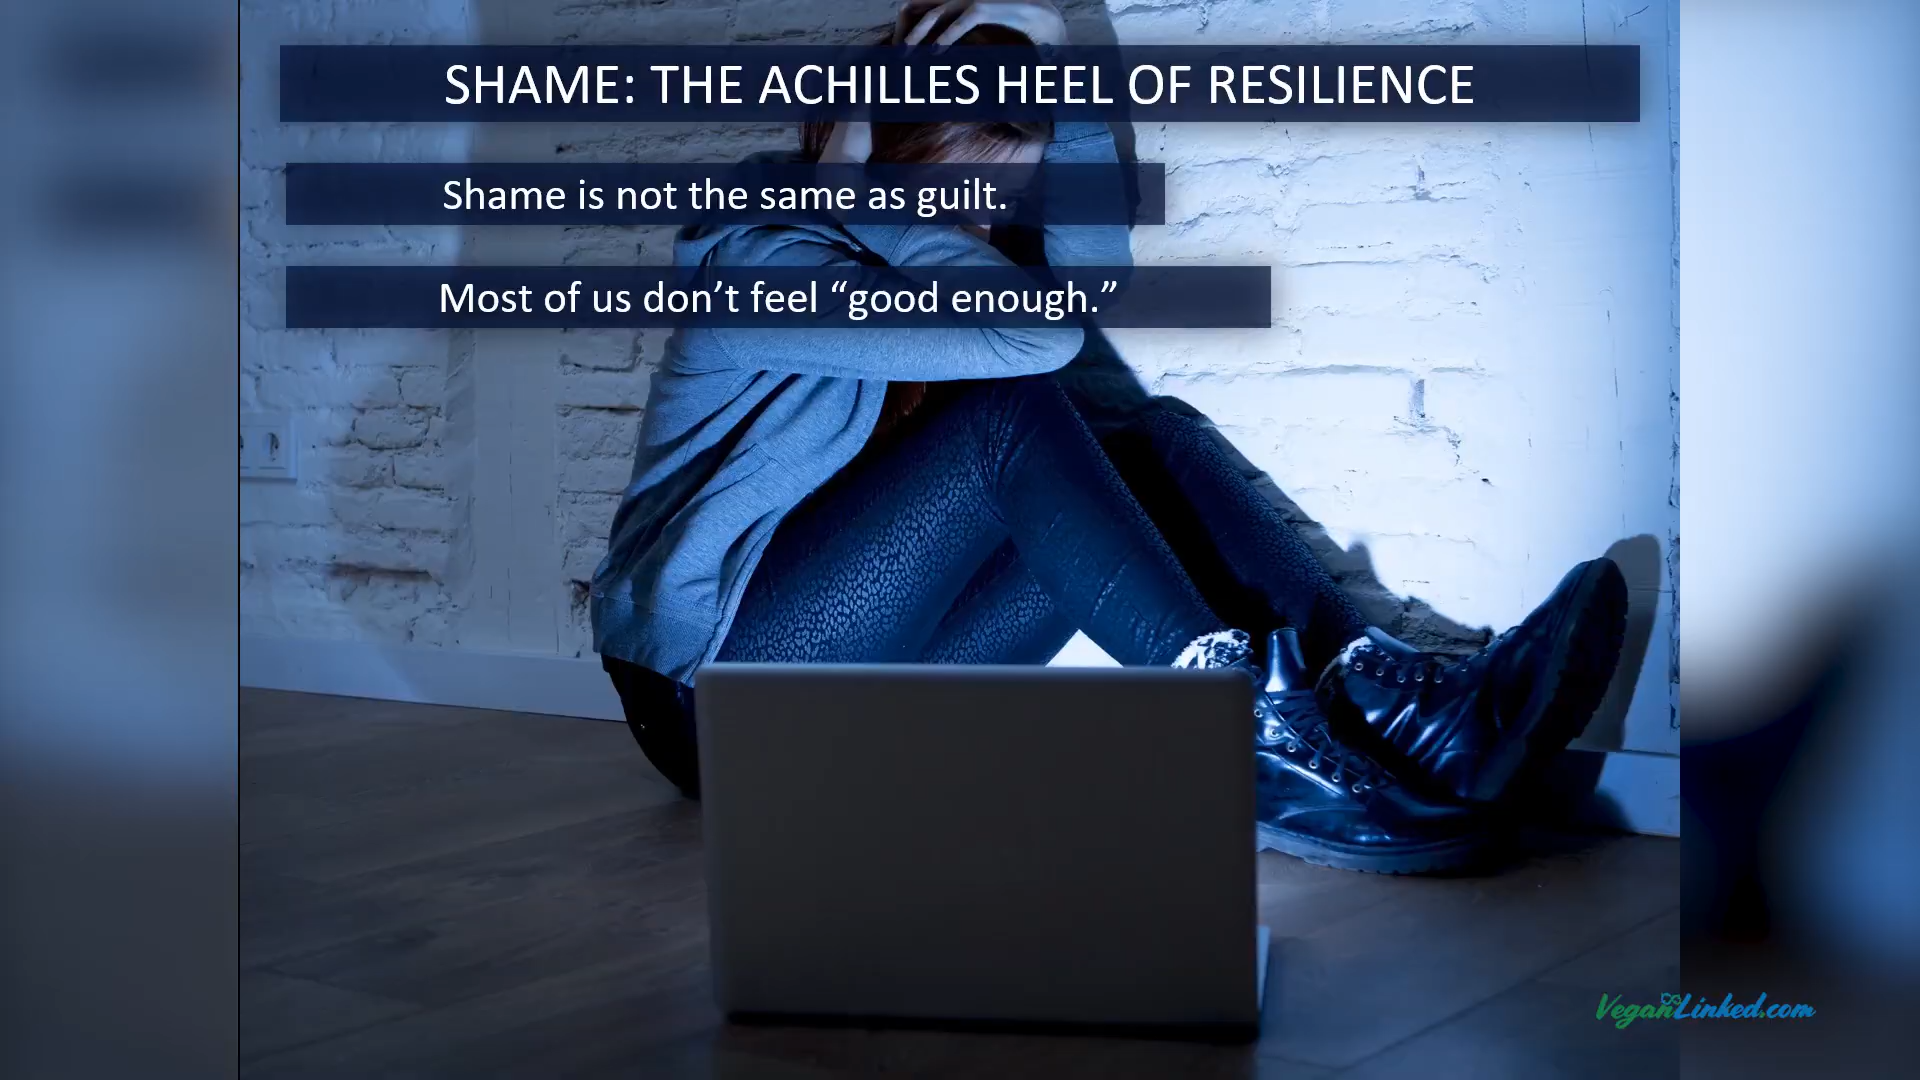 SHAME: THE ACHILLES HEEL OF RESILIENCE
Shame is not the same as guilt.
Most of us don’t feel “good enough.”
VeganLinked.com